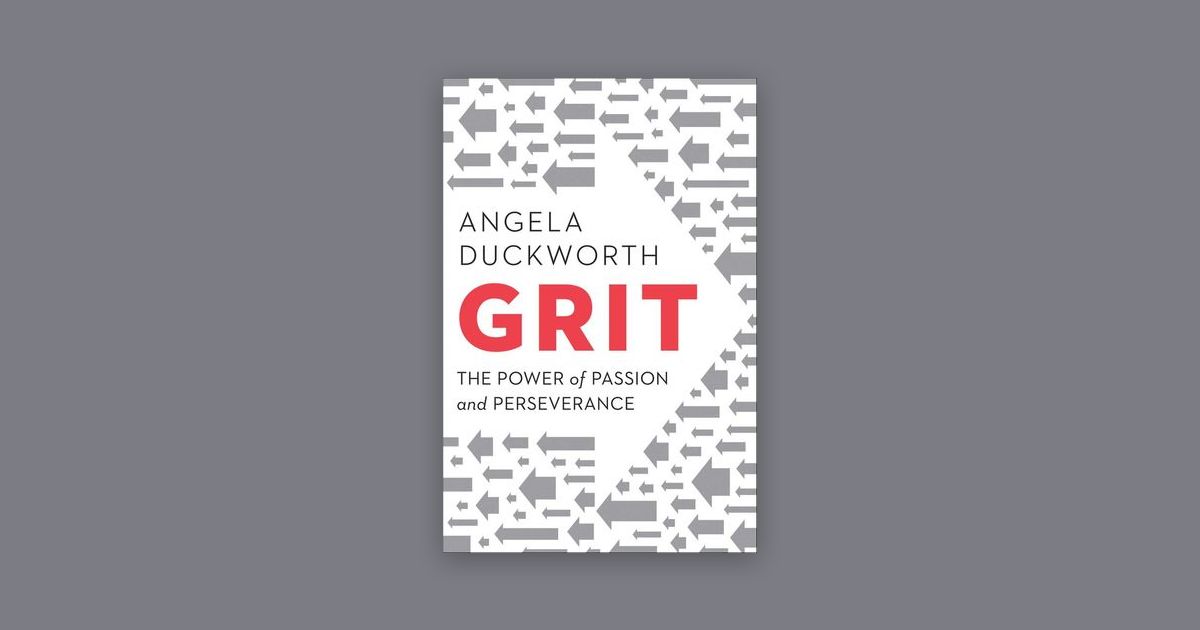 ANGELA
DUCKWORTH
GRIT
THE POWER of PASSION
and PERSEVERANCE